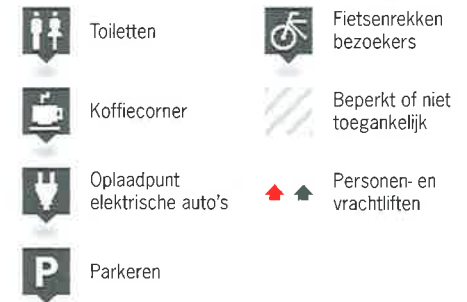 Toiletten
Koffiecorner
Oplaadpunt
elektrische auto's
P
Parkeren
Fietsenrekken
bezoekers
Beperkt of niet
toegankelijk
Personen- en
vrachtliften